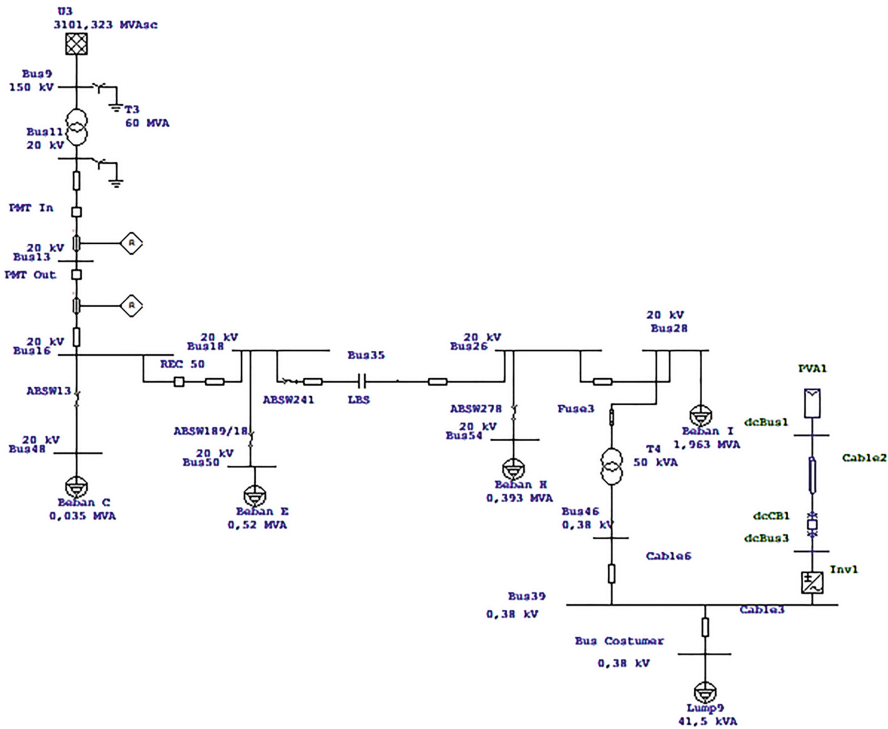 U3
3101,323 MVAsc
Bus9
150 kV
T3
60 MVA
Bus11
20 kV
PMT In
R
20 kV
Bus13
PMT Out
R
20 kV
Bus16
REC 50
20 kV
Bus18
Bus35
LBS
ABSW241
20 kV
Bus26
20 kV
Bus28
ABSW13
20 kV
Bus48
Beban C
0,035 MVA
ABSW189/18
20 kV
Bus50
Beban E
0,52 MVA
ABSW278
20 kV
Bus54
Beban H
0,393 MVA
Fuse3
T4
50 kVA
Beban I
1,963 MVA
Bus46
0,38 kV
Cable6
PVA1
dcBus1
Cable2
dcCB1
dcBus3
Inv1
Bus39
0,38 kV
Cable3
Bus Costumer
0,38 kV
Lump9
41,5 kVA